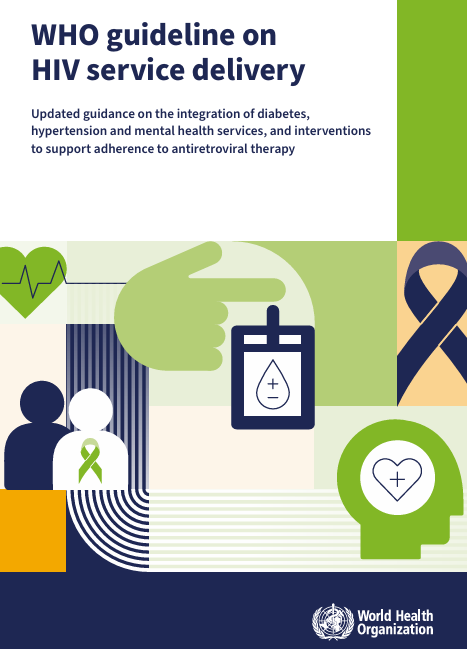 WHO guideline on
HIV service delivery
Updated guidance on the integration of diabetes,
hypertension and mental health services, and interventions
to support adherence to antiretroviral therapy
World Health
Organization